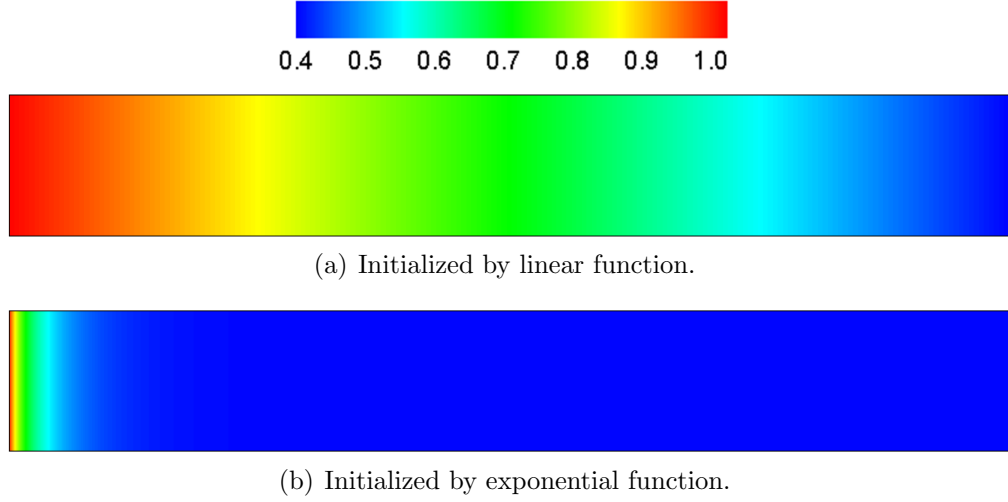 0.4 0.5 0.6 0.7 0.8 0.9 1.0
(a) Initialized by linear function.
(b) Initialized by exponential function.